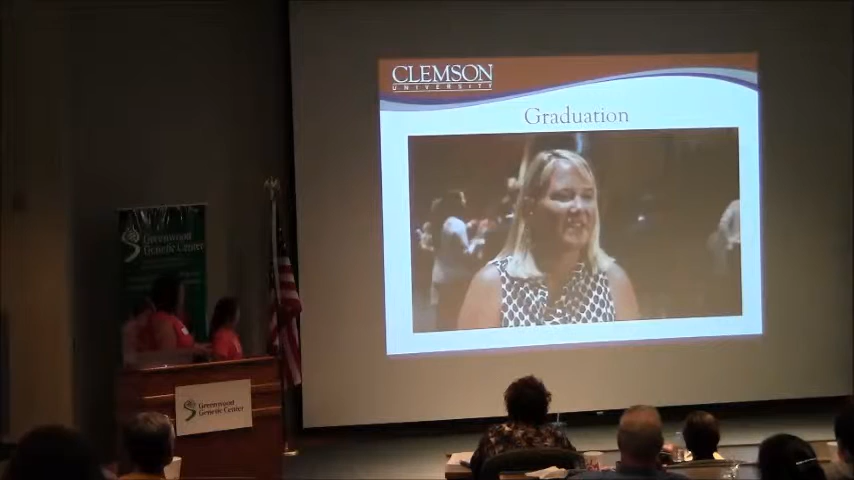 CLEMSON
UNIVERSITY
Graduation
Greenwood
Genetic Center
Greenwood
Genetic Center